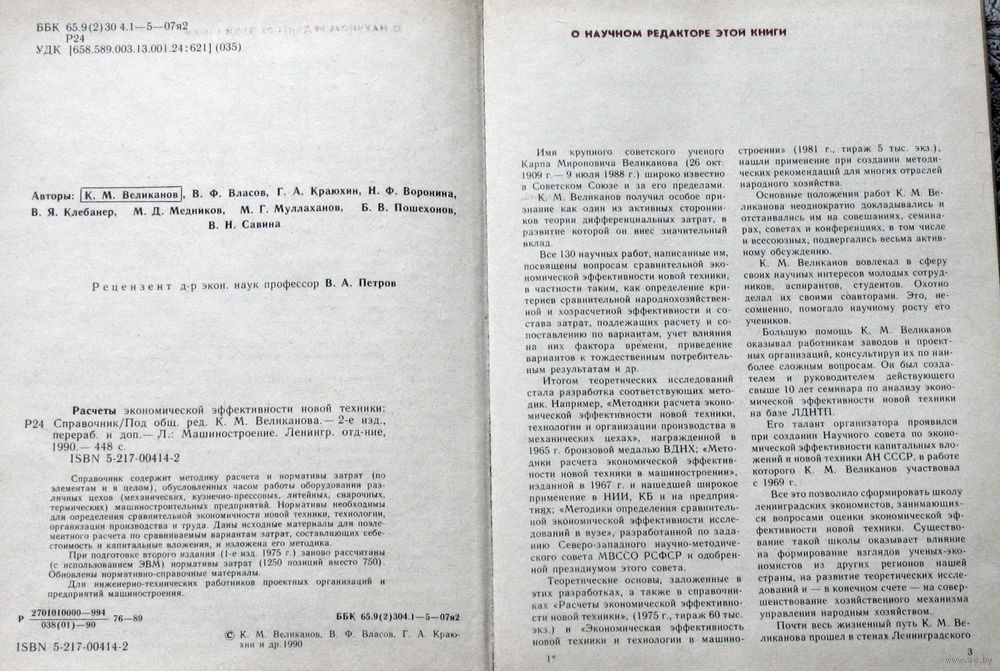 ББК 65.9(2)30 4.1—5—07я2
Р24
УДК [658.589.003.13.001.24:621] (035)
Авторы: К. М. Великанов, В. Ф. Власов, Г. А. Краюхин, Н. Ф. Воронина,
В. Я. Клебанер, М. Д. Медников, М. Г. Муллаханов, Б. В. Пошехонов,
В. Н. Савина
Рецензент д-р экон. наук профессор В. А. Петров
Расчеты экономической эффективности новой техники:
Р24 Справочник/Под общ. ред. К. М. Великанова.— 2-е изд.,
перераб. и доп.— Л.: Машиностроение. Ленингр. отд-ние,
1990.— 448 с.
ISBN 5-217-00414-2
Справочник содержит методику расчета и нормативы затрат (по
элементам и в целом), обусловленных часом работы оборудования раз-
личных цехов (механических, кузнечно-прессовых, литейных, сварочных,
термических) машиностроительных предприятий. Нормативы необходимы
для определения сравнительной экономической эффективности новой техники, технологии,
организации производства и труда. Даны исходные материалы для поэле-
ментного расчета по сравниваемым вариантам затрат, составляющих себе-
стоимость и капитальные вложения, и изложена его методика.
При подготовке второго издания (1-е изд. 1975 г.) заново рассчитаны
(с использованием ЭВМ) нормативы затрат (1250 позиций вместо 750).
Обновлены нормативно-справочные материалы.
Для инженерно-технических работников проектных организаций и
предприятий машиностроения.
Р 2701010000—994
038(01)—90
76—89
ББК 65.9(2)304.1—5—07я2
ISBN 5-217-00414-2
© К. М. Великанов, В. Ф. Власов, Г. А. Краю-
хин и др.1990
О НАУЧНОМ РЕДАКТОРЕ ЭТОЙ КНИГИ
Имя крупного советского ученого
Карпа Мироновича Великанова (26 окт.
1909 г.— 9 июля 1988 г.) широко известно
в Советском Союзе и за его пределами.
К. М. Великанов получил особое при-
знание как один из активных сторонни-
ков теории дифференциальных затрат, в
развитие которой он внес значительный
вклад.
Все 130 научных работ, написанные им,
посвящены вопросам сравнительной эко-
номической эффективности новой техники,
в частности таким, как определение кри-
териев сравнительной народнохозяйствен-
ной и хозрасчетной эффективности и со-
става затрат, подлежащих расчету и со-
поставлению по вариантам, учет влияния
на них фактора времени, приведение
вариантов к тождественным потребитель-
ным результатам и др.
Итогом теоретических исследований
стала разработка соответствующих мето-
дик. Например, «Методики расчета эконо-
мической эффективности новой техники,
технологии и организации производства в
механических цехах», награжденной в
1965 г. бронзовой медалью ВДНХ; «Мето-
дики расчета экономической эффектив-
ности новой техники в машиностроении»,
изданной в 1967 г. и нашедшей широкое
применение в НИИ, КБ и на предприя-
тиях; «Методики определения сравнитель-
ной экономической эффективности иссле-
дований в вузе», разработанной по зада-
нию Северо-Западного научно-методиче-
ского совета МВССО РСФСР и одобрен-
ной президиумом этого совета.
Теоретические основы, заложенные в
этих разработках, а также в справочни-
ках «Расчеты экономической эффективно-
сти новой техники», (1975 г., тираж 60 тыс.
экз.) и «Экономическая эффективность
новой техники и технологии в машино-
1*
строении» (1981 г., тираж 5 тыс. экз.),
нашли применение при создании методи-
ческих рекомендаций для многих отраслей
народного хозяйства.
Основные положения работ К. М. Ве-
ликанова неоднократно докладывались и
отстаивались им на совещаниях, семина-
рах, советах и конференциях, в том числе
и всесоюзных, подвергались весьма актив-
ному обсуждению.
К. М. Великанов вовлекал в сферу
своих научных интересов молодых сотруд-
ников, аспирантов, студентов. Охотно
делал их своими соавторами. Это, не-
сомненно, помогало научному росту его
учеников.
Большую помощь К. М. Великанов
оказывал работникам заводов и проект-
ных организаций, консультируя их по наи-
более сложным вопросам. Он был созда-
телем и руководителем действующего
свыше 10 лет семинара по анализу эконо-
мической эффективности новой техники
на базе ЛДНТП.
Его талант организатора проявился
при создании Научного совета по эконо-
мической эффективности капитальных вло-
жений и новой техники АН СССР, в работе
которого К. М. Великанов участвовал
с 1969 г.
Все это позволило сформировать школу
ленинградских экономистов, занимающих-
ся вопросами оценки экономической эф-
фективности новой техники. Существо-
вание такой школы оказывает влияние
на формирование взглядов ученых-эко-
номистов из других регионов нашей
страны, на развитие теоретических иссле-
дований и — в конечном счете — на совер-
шенствование хозяйственного механизма
управления народным хозяйством.
Почти весь жизненный путь К. М. Ве-
ликанова прошел в стенах Ленинградского
3
www.ay.by